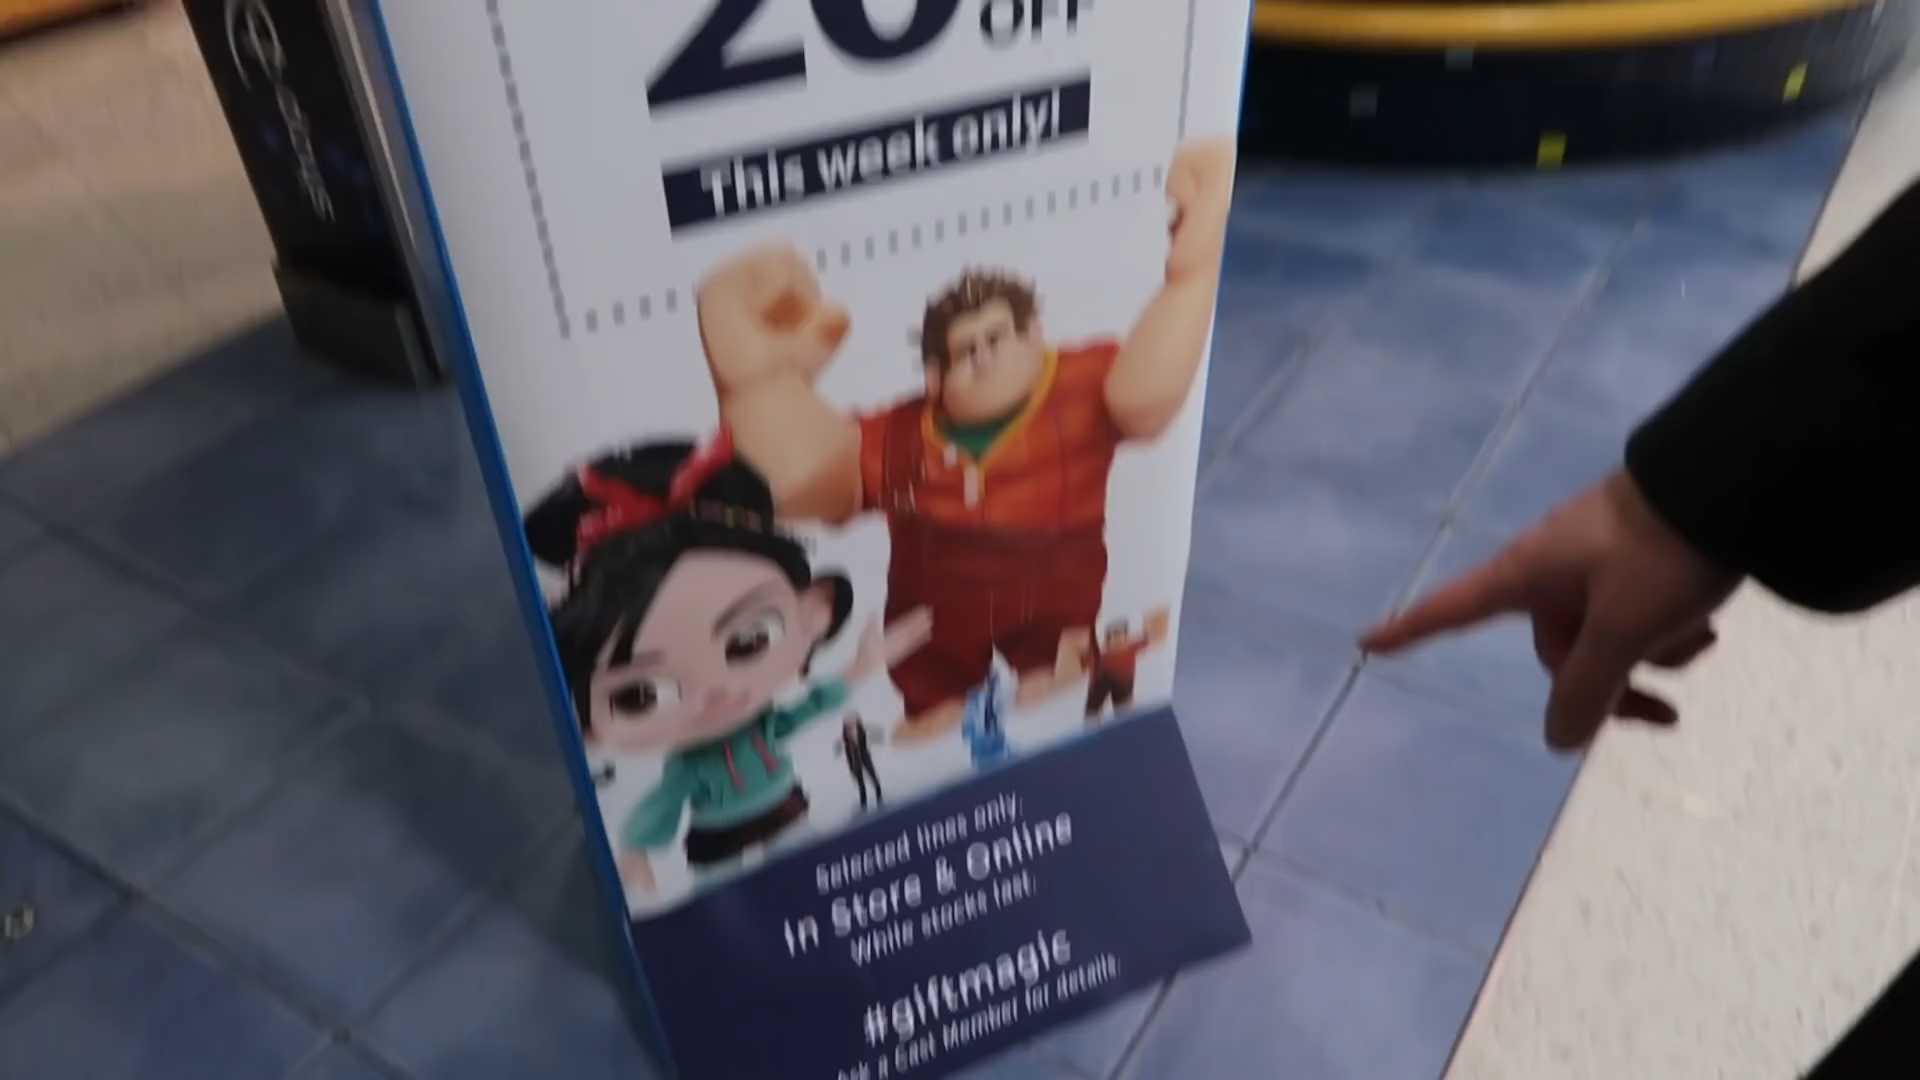 20 OFF
This week only!
Selected lines only.
In Store & Online
While stocks last.
#giftmagic
Ask a Cast Member for details.